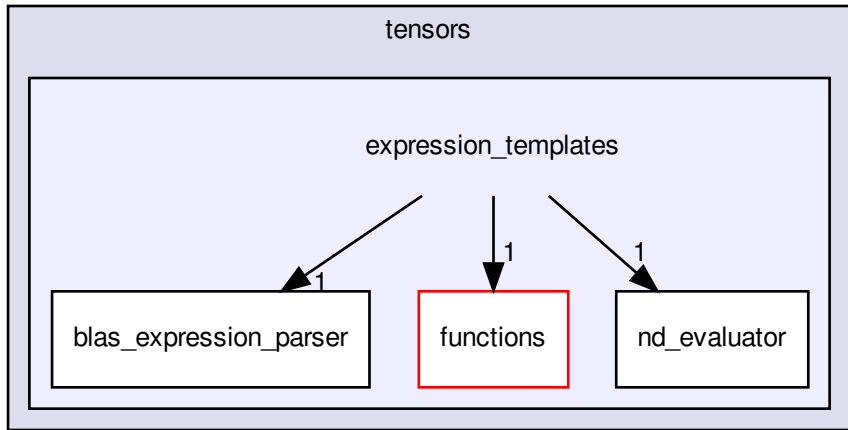 tensors
expression_templates
1
1
1
blas_expression_parser
functions
nd_evaluator